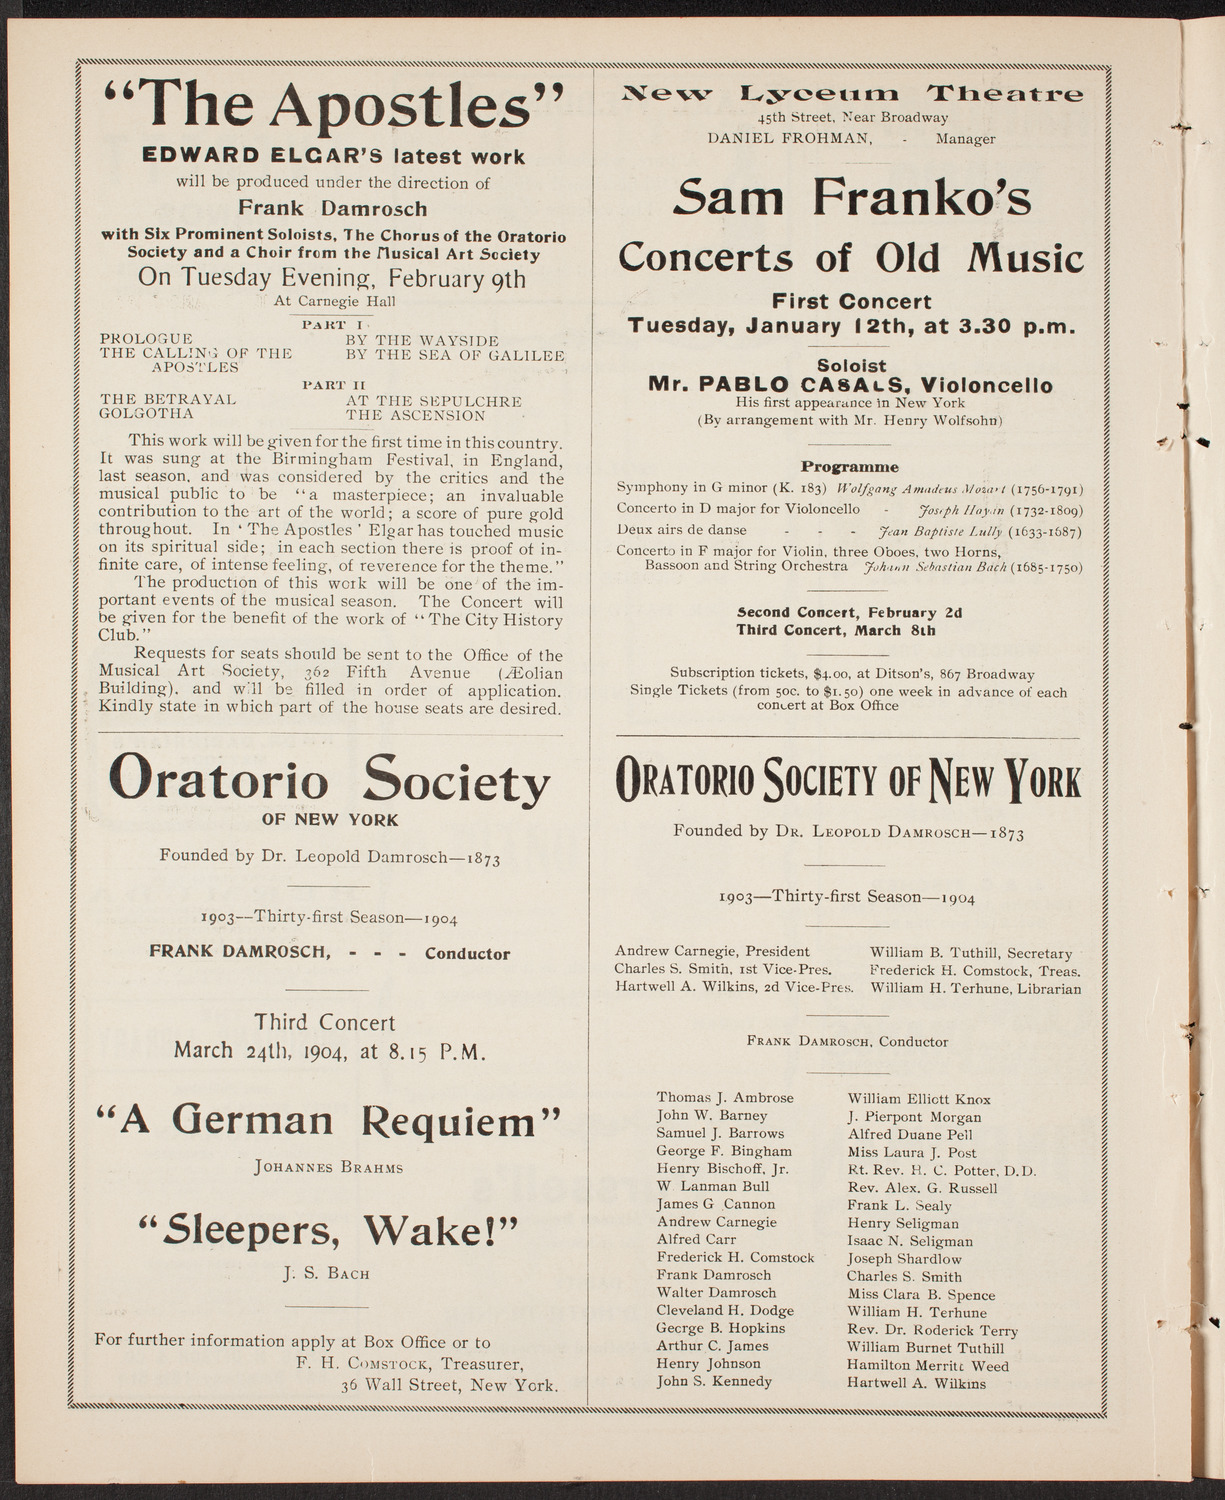 "The Apostles"
EDWARD ELGAR'S latest work
will be produced under the direction of
Frank Damrosch
with Six Prominent Soloists, The Chorus of the Oratorio
Society and a Choir from the Musical Art Society
On Tuesday Evening, February 9th
At Carnegie Hall
PART I
PROLOGUE
THE CALLING OF THE
APOSTLES
BY THE WAYSIDE
BY THE SEA OF GALILEE
PART II
THE BETRAYAL
GOLGOTHA
AT THE SEPULCHRE
THE ASCENSION
This work will be given for the first time in this country.
It was sung at the Birmingham Festival, in England,
last season, and was considered by the critics and the
musical public to be "a masterpiece; an invaluable
contribution to the art of the world; a score of pure gold
throughout. In 'The Apostles' Elgar has touched music
on its spiritual side; in each section there is proof of in-
finite care, of intense feeling, of reverence for the theme."
The production of this work will be one of the im-
portant events of the musical season. The Concert will
be given for the benefit of the work of "The City History
Club."
Requests for seats should be sent to the Office of the
Musical Art Society, 362 Fifth Avenue (Æolian
Building), and will be filled in order of application.
Kindly state in which part of the house seats are desired.
Oratorio Society
OF NEW YORK
Founded by Dr. Leopold Damrosch—1873
1903—Thirty-first Season—1904
FRANK DAMROSCH, - - - Conductor
Third Concert
March 24th, 1904, at 8.15 P.M.
"A German Requiem"
JOHANNES BRAHMS
"Sleepers, Wake!"
J. S. BACH
For further information apply at Box Office or to
F. H. COMSTOCK, Treasurer,
36 Wall Street, New York.
New Lyceum Theatre
45th Street, Near Broadway
DANIEL FROHMAN, - Manager
Sam Franko's
Concerts of Old Music
First Concert
Tuesday, January 12th, at 3.30 p.m.
Soloist
Mr. PABLO CASALS, Violoncello
His first appearance in New York
(By arrangement with Mr. Henry Wolfsohn)
Programme
Symphony in G minor (K. 183) Wolfgang Amadeus Mozart (1756-1791)
Concerto in D major for Violoncello - Joseph Haydn (1732-1809)
Deux airs de danse - - - Jean Baptiste Lully (1633-1687)
Concerto in F major for Violin, three Oboes, two Horns,
Bassoon and String Orchestra Johann Sebastian Bach (1685-1750)
Second Concert, February 2d
Third Concert, March 8th
Subscription tickets, $4.00, at Ditson's, 867 Broadway
Single Tickets (from 50c. to $1.50) one week in advance of each
concert at Box Office
ORATORIO SOCIETY OF NEW YORK
Founded by DR. LEOPOLD DAMROSCH—1873
1903—Thirty-first Season—1904
Andrew Carnegie, President
Charles S. Smith, 1st Vice-Pres.
Hartwell A. Wilkins, 2d Vice-Pres.
William B. Tuthill, Secretary
Frederick H. Comstock, Treas.
William H. Terhune, Librarian
FRANK DAMROSCH, Conductor
Thomas J. Ambrose
John W. Barney
Samuel J. Barrows
George F. Bingham
Henry Bischoff, Jr.
W Lanman Bull
James G Cannon
Andrew Carnegie
Alfred Carr
Frederick H. Comstock
Frank Damrosch
Walter Damrosch
Cleveland H. Dodge
George B. Hopkins
Arthur C. James
Henry Johnson
John S. Kennedy
William Elliott Knox
J. Pierpont Morgan
Alfred Duane Pell
Miss Laura J. Post
Rt. Rev. H. C. Potter, D.D.
Rev. Alex. G. Russell
Frank L. Sealy
Henry Seligman
Isaac N. Seligman
Joseph Shardlow
Charles S. Smith
Miss Clara B. Spence
William H. Terhune
Rev. Dr. Roderick Terry
William Burnet Tuthill
Hamilton Merritt Weed
Hartwell A. Wilkins